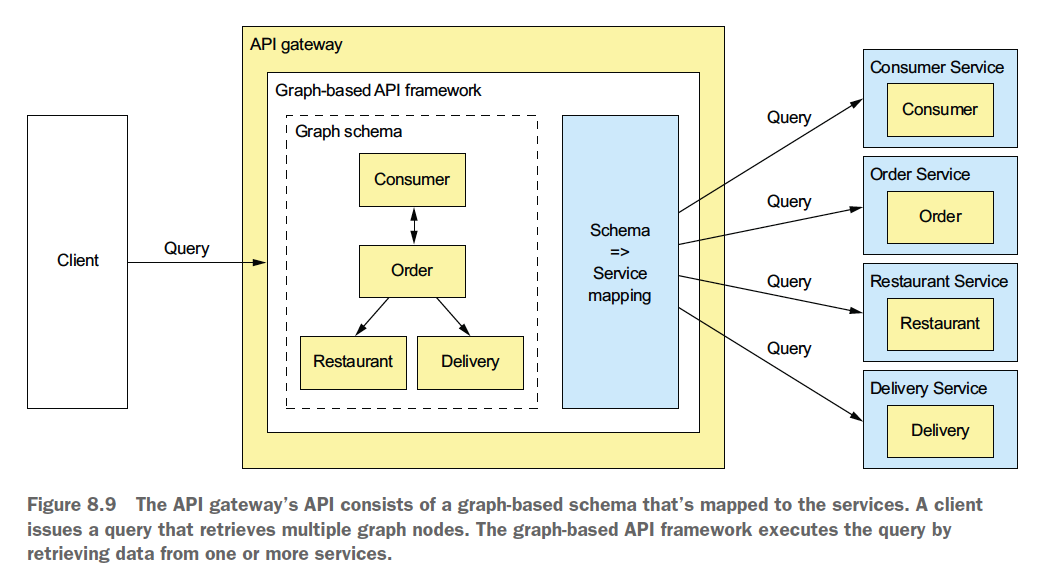 API gateway
Graph-based API framework
Graph schema
Consumer
Order
Restaurant
Delivery
Client
Query
Schema
=>
Service
mapping
Query
Query
Query
Query
Consumer Service
Consumer
Order Service
Order
Restaurant Service
Restaurant
Delivery Service
Delivery
Figure 8.9 The API gateway’s API consists of a graph-based schema that’s mapped to the services. A client
issues a query that retrieves multiple graph nodes. The graph-based API framework executes the query by
retrieving data from one or more services.